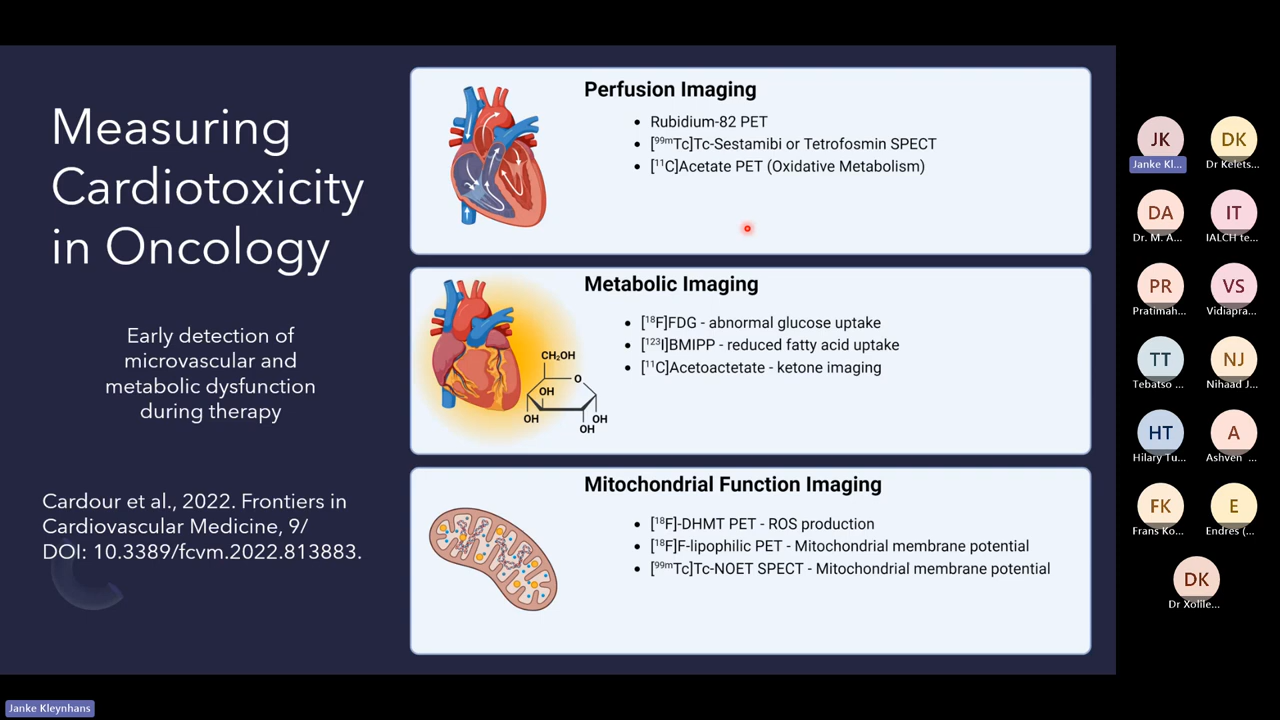 Measuring
Cardiotoxicity
in Oncology
Early detection of
microvascular and
metabolic dysfunction
during therapy
Cardour et al., 2022. Frontiers in
Cardiovascular Medicine, 9/
DOI: 10.3389/fcvm.2022.813883.
Perfusion Imaging
• Rubidium-82 PET
• [⁹⁹ᵐTc]Tc-Sestamibi or Tetrofosmin SPECT
• [¹¹C]Acetate PET (Oxidative Metabolism)
Metabolic Imaging
• [¹⁸F]FDG - abnormal glucose uptake
• [¹²³I]BMIPP - reduced fatty acid uptake
• [¹¹C]Acetoactetate - ketone imaging
CH₂OH
O
OH
OH
OH
OH
Mitochondrial Function Imaging
• [¹⁸F]-DHMT PET - ROS production
• [¹⁸F]F-lipophilic PET - Mitochondrial membrane potential
• [⁹⁹ᵐTc]Tc-NOET SPECT - Mitochondrial membrane potential
JK
Janke Kl...
DK
Dr Kelets...
DA
Dr. M. A...
IT
IALCH te...
PR
Pratimah...
VS
Vidiapra...
TT
Tebatso ...
NJ
Nihaad J...
HT
Hilary Tu...
A
Ashven ...
FK
Frans Ko...
E
Endres (...
DK
Dr Xolile...
Janke Kleynhans